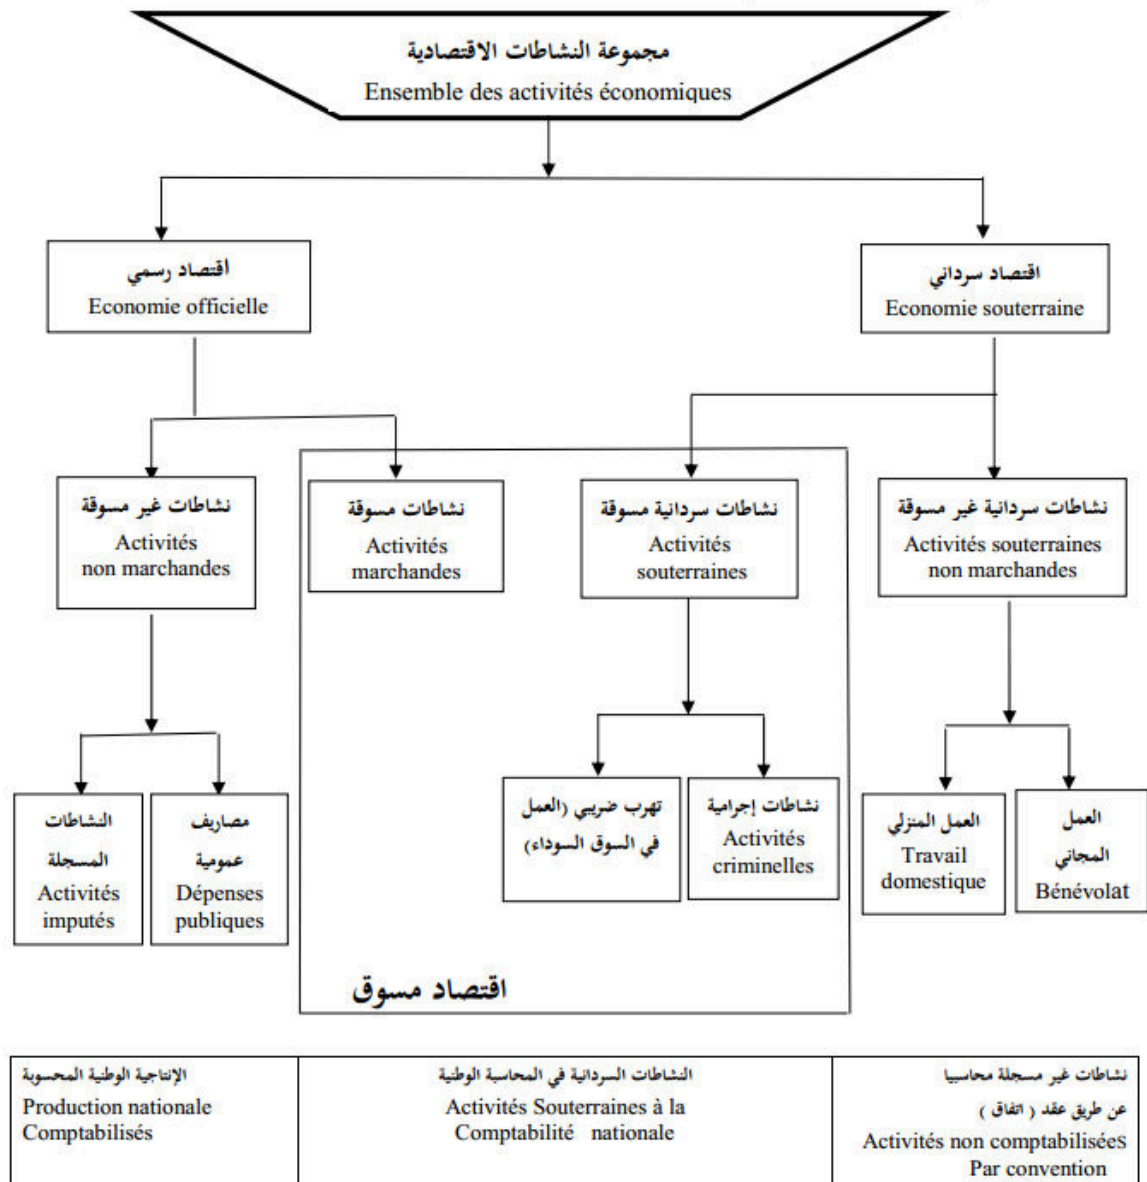 مجموعة النشاطات الاقتصادية
Ensemble des activités économiques
اقتصاد رسمي
Economie officielle
اقتصاد سرداني
Economie souterraine
نشاطات غير مسوقة
Activités
non marchandes
نشاطات مسوقة
Activités
marchandes
نشاطات سردانية مسوقة
Activités
souterraines
نشاطات سردانية غير مسوقة
Activités souterraines
non marchandes
النشاطات
المسجلة
Activités
imputés
مصاريف
عمومية
Dépenses
publiques
تهرب ضريبي (العمل
في السوق السوداء)
نشاطات إجرامية
Activités
criminelles
العمل المنزلي
Travail
domestique
العمل
المجاني
Bénévolat
اقتصاد مسوق
الإنتاجية الوطنية المحسوبة
Production nationale
Comptabilisés
النشاطات السردانية في المحاسبة الوطنية
Activités Souterraines à la
Comptabilité nationale
نشاطات غير مسجلة محاسبيا
عن طريق عقد ( اتفاق )
Activités non comptabiliséeS
Par convention